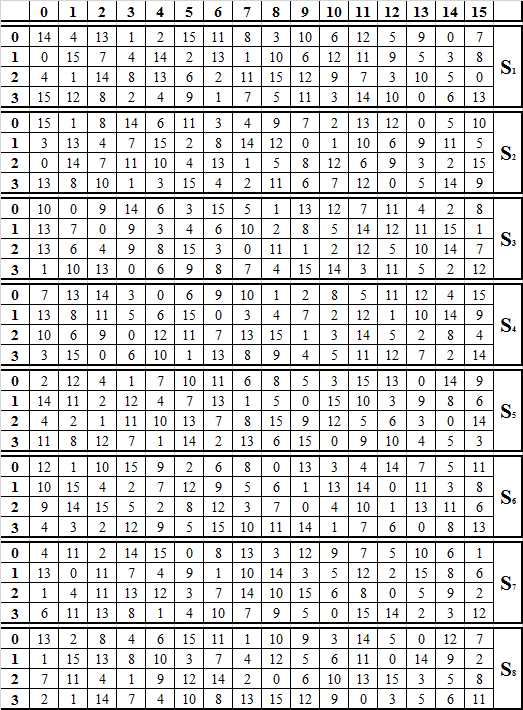 0 1 2 3 4 5 6 7 8 9 10 11 12 13 14 15
0 14 4 13 1 2 15 11 8 3 10 6 12 5 9 0 7
1 0 15 7 4 14 2 13 1 10 6 12 11 9 5 3 8
S1
2 4 1 14 8 13 6 2 11 15 12 9 7 3 10 5 0
3 15 12 8 2 4 9 1 7 5 11 3 14 10 0 6 13
0 15 1 8 14 6 11 3 4 9 7 2 13 12 0 5 10
1 3 13 4 7 15 2 8 14 12 0 1 10 6 9 11 5
S2
2 0 14 7 11 10 4 13 1 5 8 12 6 9 3 2 15
3 13 8 10 1 3 15 4 2 11 6 7 12 0 5 14 9
0 10 0 9 14 6 3 15 5 1 13 12 7 11 4 2 8
1 13 7 0 9 3 4 6 10 2 8 5 14 12 11 15 1
S3
2 13 6 4 9 8 15 3 0 11 1 2 12 5 10 14 7
3 1 10 13 0 6 9 8 7 4 15 14 3 11 5 2 12
0 7 13 14 3 0 6 9 10 1 2 8 5 11 12 4 15
1 13 8 11 5 6 15 0 3 4 7 2 12 1 10 14 9
S4
2 10 6 9 0 12 11 7 13 15 1 3 14 5 2 8 4
3 3 15 0 6 10 1 13 8 9 4 5 11 12 7 2 14
0 2 12 4 1 7 10 11 6 8 5 3 15 13 0 14 9
1 14 11 2 12 4 7 13 1 5 0 15 10 3 9 8 6
S5
2 4 2 1 11 10 13 7 8 15 9 12 5 6 3 0 14
3 11 8 12 7 1 14 2 13 6 15 0 9 10 4 5 3
0 12 1 10 15 9 2 6 8 0 13 3 4 14 7 5 11
1 10 15 4 2 7 12 9 5 6 1 13 14 0 11 3 8
S6
2 9 14 15 5 2 8 12 3 7 0 4 10 1 13 11 6
3 4 3 2 12 9 5 15 10 11 14 1 7 6 0 8 13
0 4 11 2 14 15 0 8 13 3 12 9 7 5 10 6 1
1 13 0 11 7 4 9 1 10 14 3 5 12 2 15 8 6
S7
2 1 4 11 13 12 3 7 14 10 15 6 8 0 5 9 2
3 6 11 13 8 1 4 10 7 9 5 0 15 14 2 3 12
0 13 2 8 4 6 15 11 1 10 9 3 14 5 0 12 7
1 1 15 13 8 10 3 7 4 12 5 6 11 0 14 9 2
S8
2 7 11 4 1 9 12 14 2 0 6 10 13 15 3 5 8
3 2 1 14 7 4 10 8 13 15 12 9 0 3 5 6 11